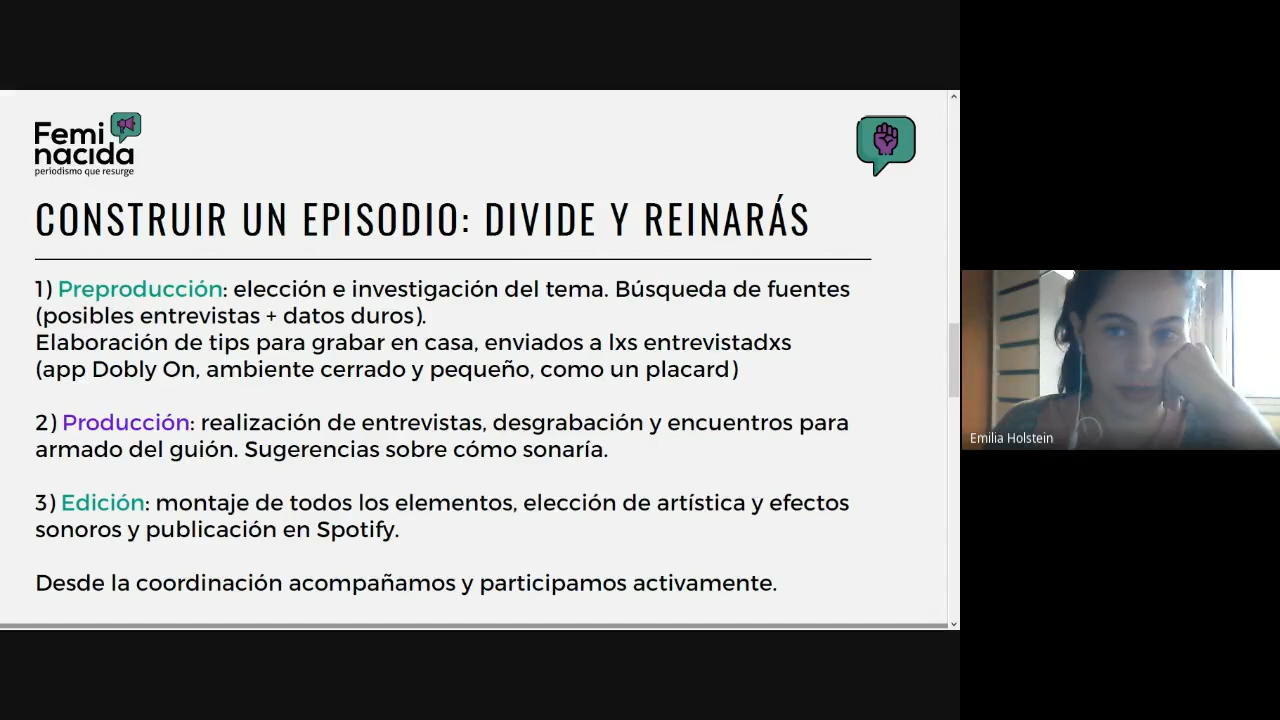 Femi
nacida
periodismo que resurge
CONSTRUIR UN EPISODIO: DIVIDE Y REINARÁS
1) Preproducción: elección e investigación del tema. Búsqueda de fuentes
(posibles entrevistas + datos duros).
Elaboración de tips para grabar en casa, enviados a lxs entrevistadxs
(app Dobly On, ambiente cerrado y pequeño, como un placard)
2) Producción: realización de entrevistas, desgrabación y encuentros para
armado del guión. Sugerencias sobre cómo sonaría.
3) Edición: montaje de todos los elementos, elección de artística y efectos
sonoros y publicación en Spotify.
Desde la coordinación acompañamos y participamos activamente.
Emilia Holstein